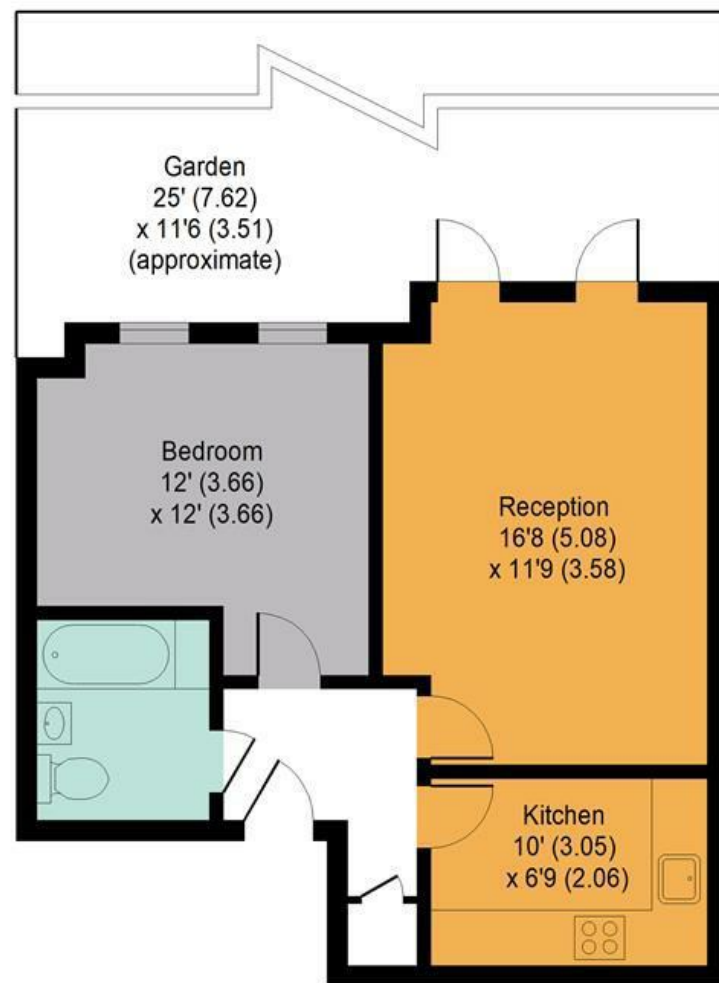 Garden
25' (7.62)
x 11'6 (3.51)
(approximate)
Bedroom
12' (3.66)
x 12' (3.66)
Reception
16'8 (5.08)
x 11'9 (3.58)
Kitchen
10' (3.05)
x 6'9 (2.06)